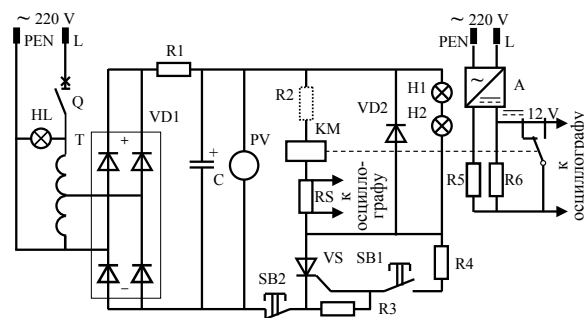 ~ 220 V
PEN L
Q
HL
T
VD1
+
–
R1
+
C
PV
R2
KM
RS
к
осцилло-
графу
VD2
H1
H2
VS
SB1
SB2
R3
R4
~ 220 V
PEN L
~
A
12 V
R5
R6
к
осциллографу